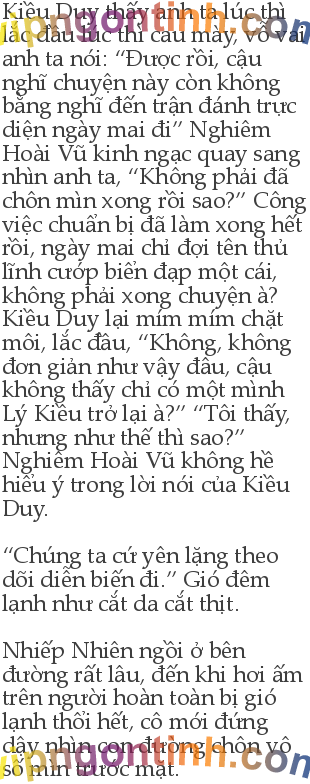 Kiều Duy thấy anh ta lúc thì
lắc đầu lúc thì cau mày, vỗ vai
anh ta nói: “Được rồi, cậu
nghĩ chuyện này còn không
bằng nghĩ đến trận đánh trực
diện ngày mai đi” Nghiêm
Hoài Vũ kinh ngạc quay sang
nhìn anh ta, “Không phải đã
chôn mìn xong rồi sao?” Công
việc chuẩn bị đã làm xong hết
rồi, ngày mai chỉ đợi tên thủ
lĩnh cướp biển đạp một cái,
không phải xong chuyện à?
Kiều Duy lại mím mím chặt
môi, lắc đầu, “Không, không
đơn giản như vậy đâu, cậu
không thấy chỉ có một mình
Lý Kiều trở lại à?” “Tôi thấy,
nhưng như thế thì sao?”
Nghiêm Hoài Vũ không hề
hiểu ý trong lời nói của Kiều
Duy.
“Chúng ta cứ yên lặng theo
dõi diễn biến đi.” Gió đêm
lạnh như cắt da cắt thịt.
Nhiếp Nhiên ngồi ở bên
đường rất lâu, đến khi hơi ấm
trên người hoàn toàn bị gió
lạnh thổi hết, cô mới đứng
dậy nhìn con đường chôn vô
số mìn trước mặt.